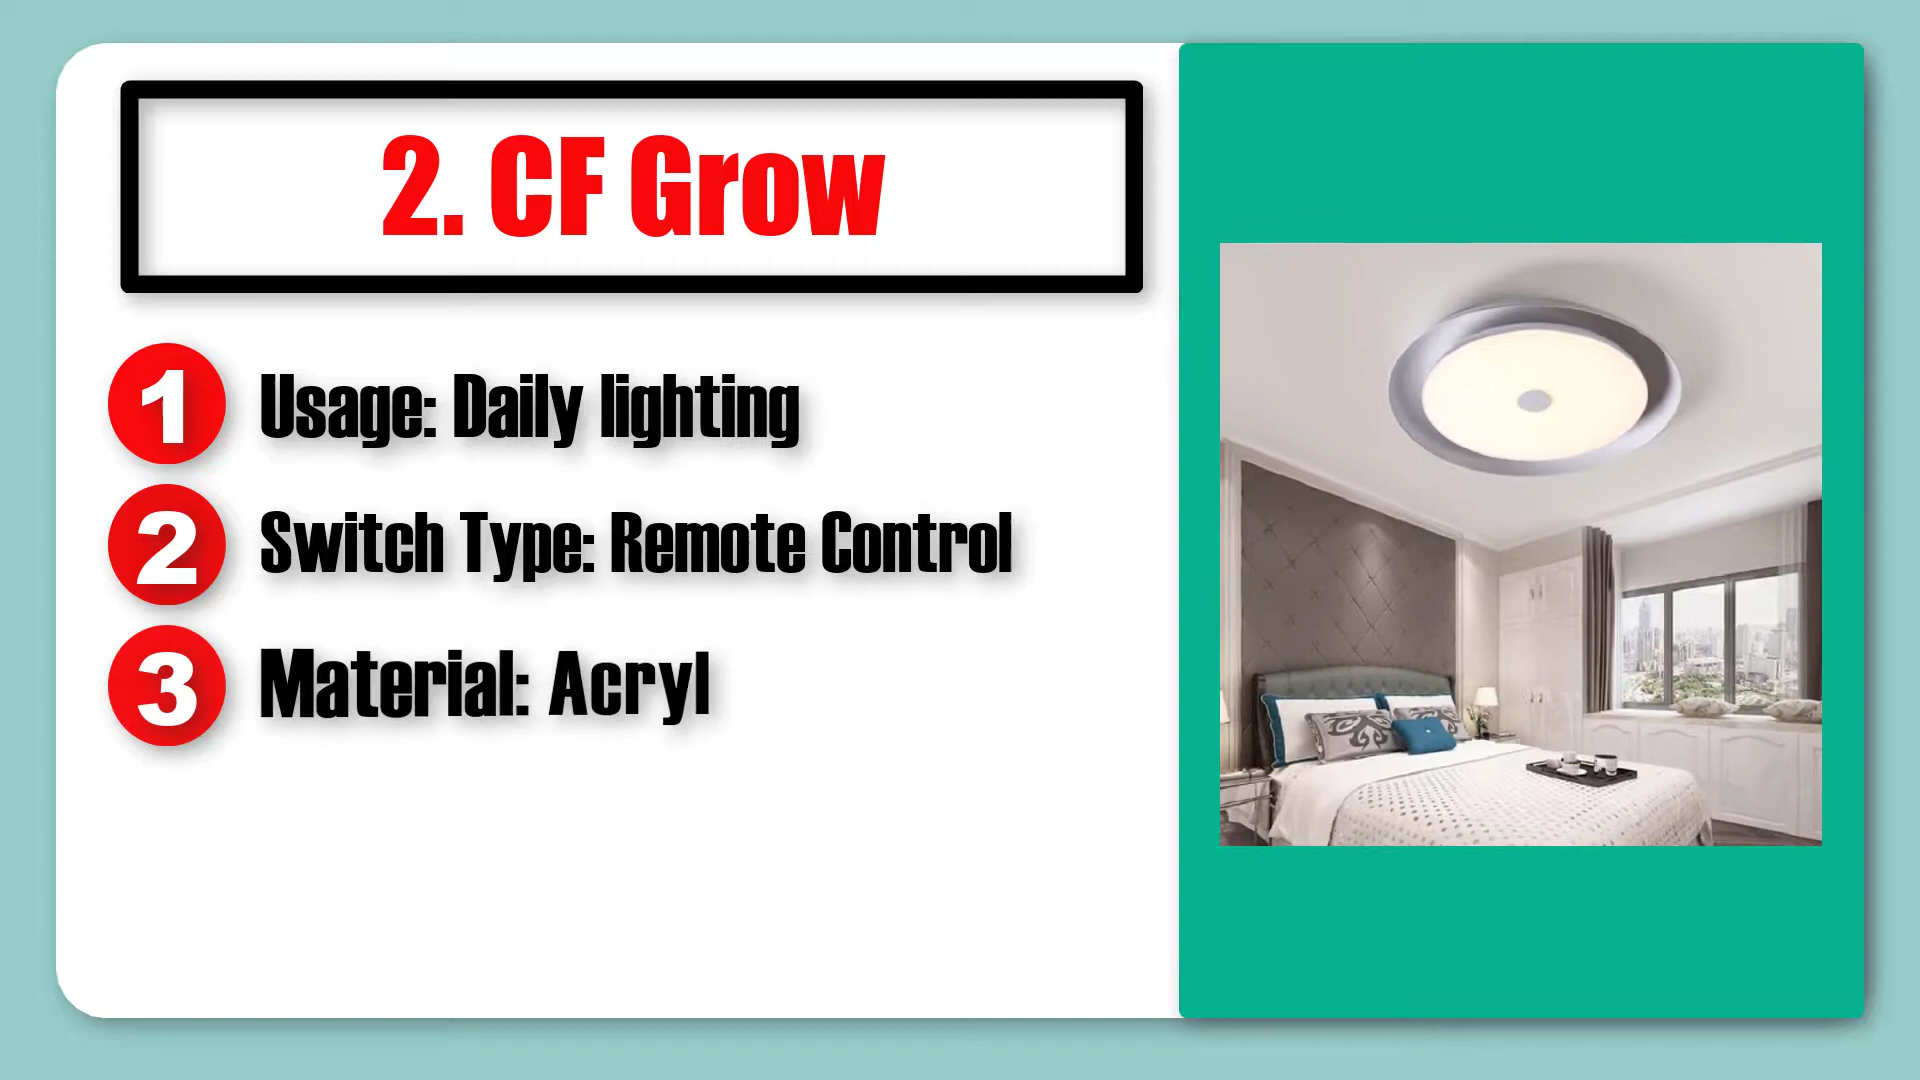 2. CF Grow
1 Usage: Daily lighting
2 Switch Type: Remote Control
3 Material: Acryl